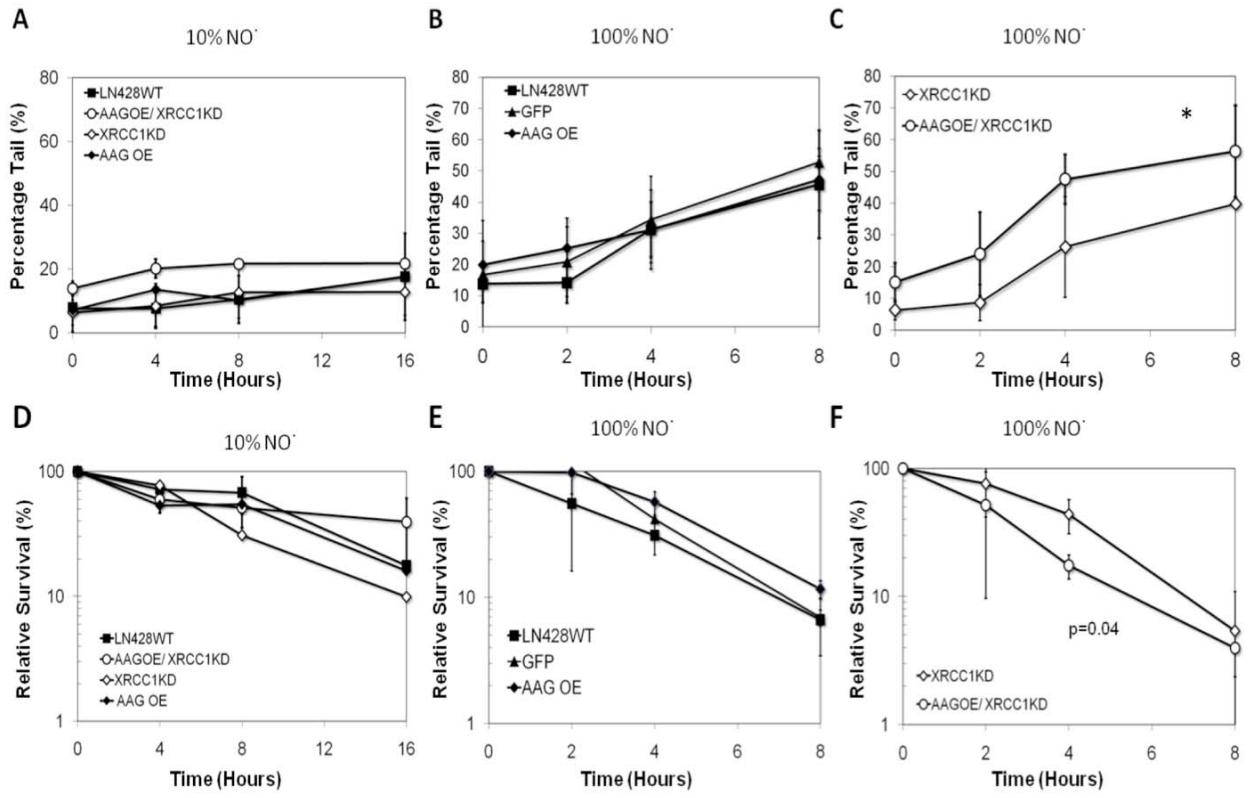 A
10% NO˙
Percentage Tail (%)
80
60
40
20
0
LN428WT
AAGOE/ XRCC1KD
XRCC1KD
AAG OE
0 4 8 12 16
Time (Hours)
B
100% NO˙
Percentage Tail (%)
80
70
60
50
40
30
20
10
0
LN428WT
GFP
AAG OE
0 2 4 6 8
Time (Hours)
C
100% NO˙
Percentage Tail (%)
80
70
60
50
40
30
20
10
0
XRCC1KD
AAGOE/ XRCC1KD
*
0 2 4 6 8
Time (Hours)
D
10% NO˙
Relative Survival (%)
100
10
1
LN428WT
AAGOE/ XRCC1KD
XRCC1KD
AAG OE
0 4 8 12 16
Time (Hours)
E
100% NO˙
Relative Survival (%)
100
10
1
LN428WT
GFP
AAG OE
0 2 4 6 8
Time (Hours)
F
100% NO˙
Relative Survival (%)
100
10
1
p=0.04
XRCC1KD
AAGOE/ XRCC1KD
0 2 4 6 8
Time (Hours)